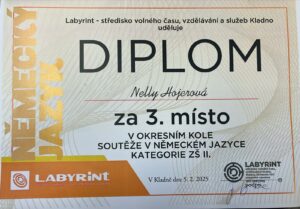 Labyrint - středisko volného času, vzdělávání a služeb Kladno
uděluje
DIPLOM
Nelly Hojerová
za 3. místo
V OKRESNÍM KOLE
SOUTĚŽE V NĚMECKÉM JAZYCE
KATEGORIE ZŠ II.
NĚMECKÝ
JAZYK
LABYRINT
V Kladně dne 5. 2. 2025
LABYRINT